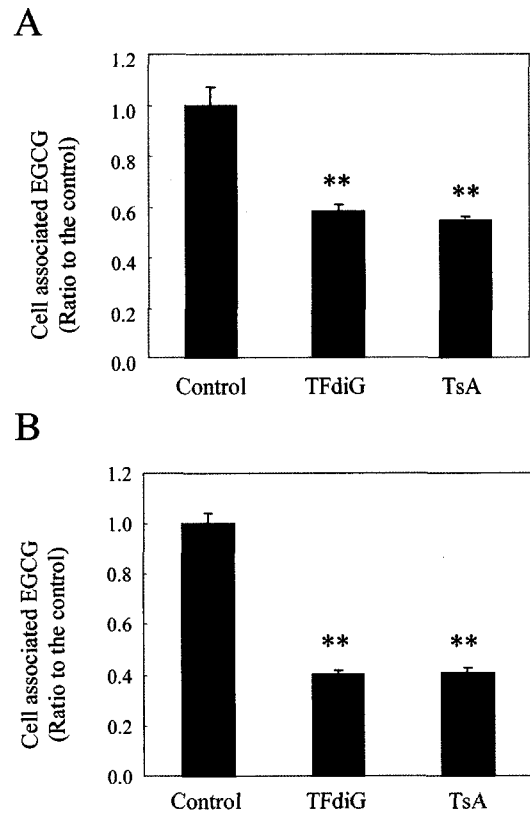 A
Cell associated EGCG
(Ratio to the control)
1.2
1.0
0.8
0.6
0.4
0.2
0.0
**
**
Control TFdiG TsA
B
Cell associated EGCG
(Ratio to the control)
1.2
1.0
0.8
0.6
0.4
0.2
0.0
**
**
Control TFdiG TsA